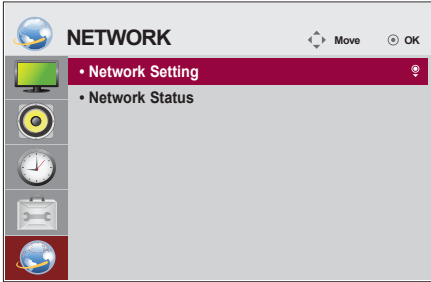 NETWORK
Move
OK
• Network Setting
• Network Status